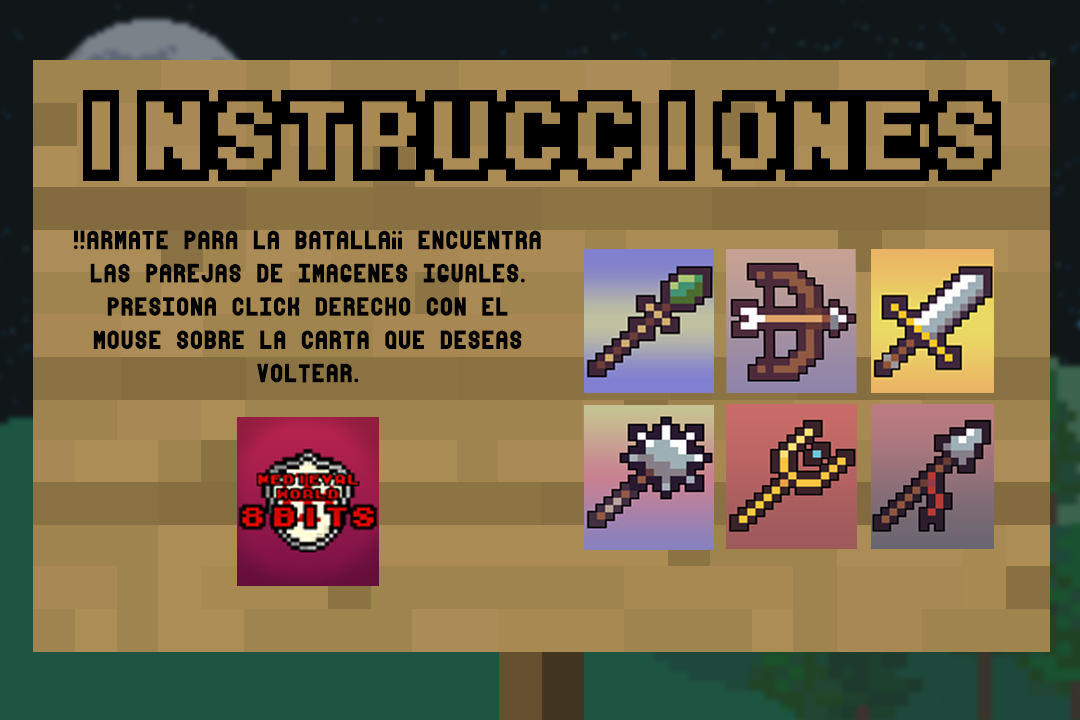 INSTRUCCIONES
!!ARMATE PARA LA BATALLA¡¡ ENCUENTRA
LAS PAREJAS DE IMAGENES IGUALES.
PRESIONA CLICK DERECHO CON EL
MOUSE SOBRE LA CARTA QUE DESEAS
VOLTEAR.
MEDIEVAL
WORLD
8 BITS